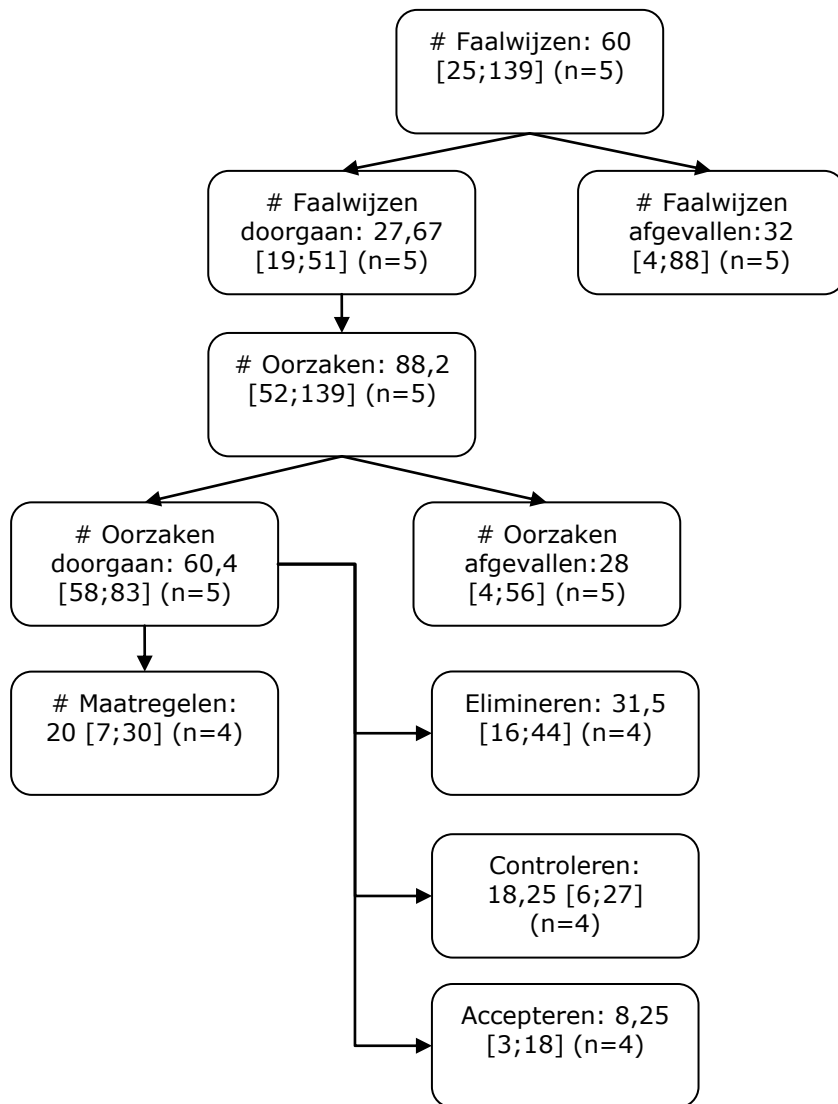 # Faalwijzen: 60
[25;139] (n=5)
# Faalwijzen
doorgaan: 27,67
[19;51] (n=5)
# Faalwijzen
afgevallen:32
[4;88] (n=5)
# Oorzaken: 88,2
[52;139] (n=5)
# Oorzaken
doorgaan: 60,4
[58;83] (n=5)
# Oorzaken
afgevallen:28
[4;56] (n=5)
# Maatregelen:
20 [7;30] (n=4)
Elimineren: 31,5
[16;44] (n=4)
Controleren:
18,25 [6;27]
(n=4)
Accepteren: 8,25
[3;18] (n=4)